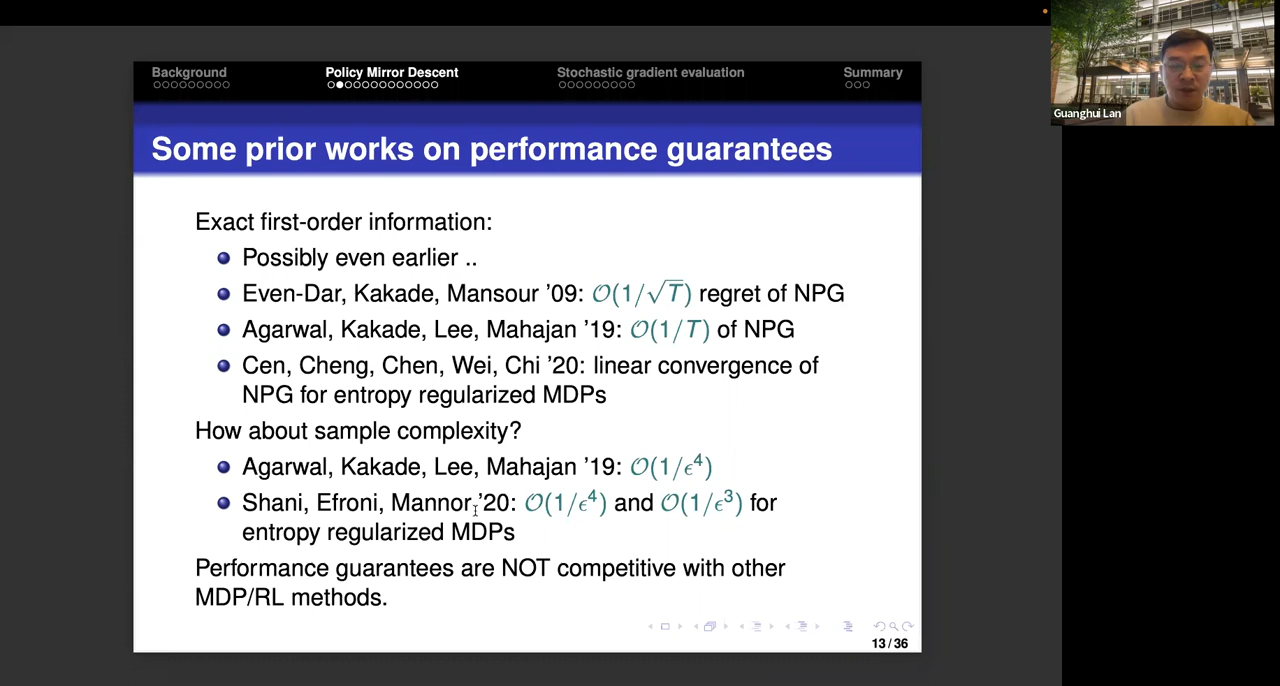 Background Policy Mirror Descent Stochastic gradient evaluation Summary
Guanghui Lan
Some prior works on performance guarantees
Exact first-order information:
Possibly even earlier ..
Even-Dar, Kakade, Mansour '09: 𝒪(1/√T) regret of NPG
Agarwal, Kakade, Lee, Mahajan '19: 𝒪(1/T) of NPG
Cen, Cheng, Chen, Wei, Chi '20: linear convergence of
NPG for entropy regularized MDPs
How about sample complexity?
Agarwal, Kakade, Lee, Mahajan '19: 𝒪(1/ϵ⁴)
Shani, Efroni, Mannor '20: 𝒪(1/ϵ⁴) and 𝒪(1/ϵ³) for
entropy regularized MDPs
Performance guarantees are NOT competitive with other
MDP/RL methods.
13 / 36